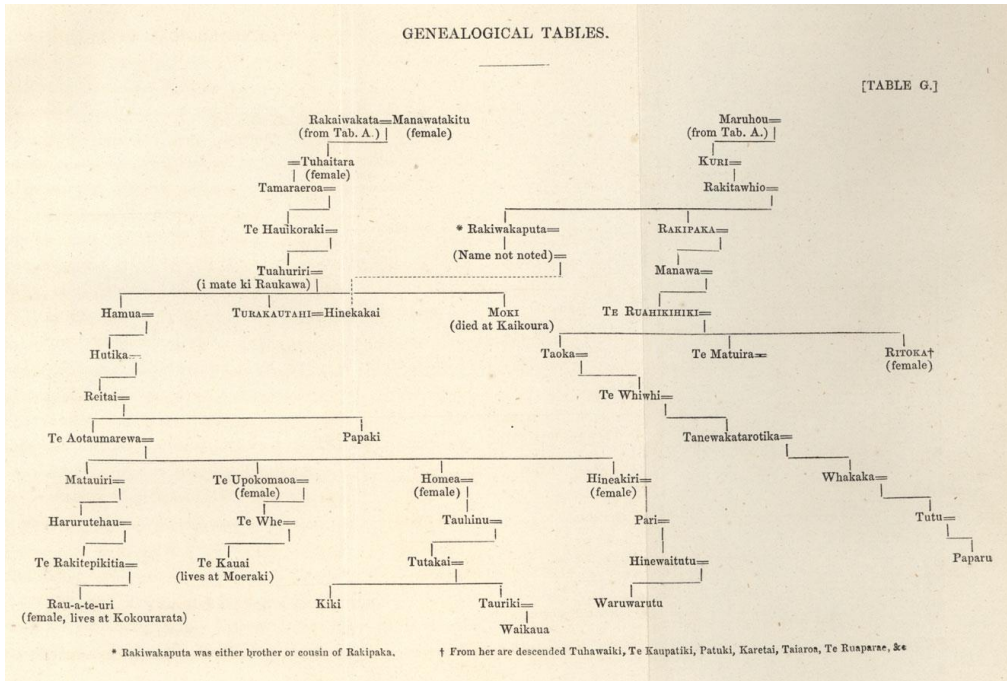 GENEALOGICAL TABLES.
[TABLE G.]
Rakaiwakata=Manawatakitu
(from Tab. A.) (female)
Maruhou=
(from Tab. A.)
=Tuhaitara
(female)
KURI=
Tamaraeroa=
Rakitawhio=
Te Hauikoraki=
* Rakiwakaputa=
RAKIPAKA=
(Name not noted)=
Tuahuriri=
(i mate ki Raukawa)
Manawa=
Hamua=
TURAKAUTAHI=Hinekakai
MOKI
(died at Kaikoura)
TE RUAHIKIHIKI=
Hutika=
Taoka=
Te Matuira=
RITOKA†
(female)
Reitai=
Te Whiwhi=
Te Aotaumarewa=
Papaki
Tanewakatarotika=
Matauiri=
Te Upokomaoa=
(female)
Homea=
(female)
Hineakiri=
(female)
Whakaka=
Harurutehau=
Te Whe=
Tauhinu=
Pari=
Tutu=
Te Rakitepikitia=
Te Kauai
(lives at Moeraki)
Tutakai=
Hinewaitutu=
Paparu
Rau-a-te-uri
(female, lives at Kokourarata)
Kiki
Tauriki=
Waruwarutu
Waikaua
* Rakiwakaputa was either brother or cousin of Rakipaka.
† From her are descended Tuhawaiki, Te Kaupatiki, Patuki, Karetai, Taiaroa, Te Ruaparae, &c